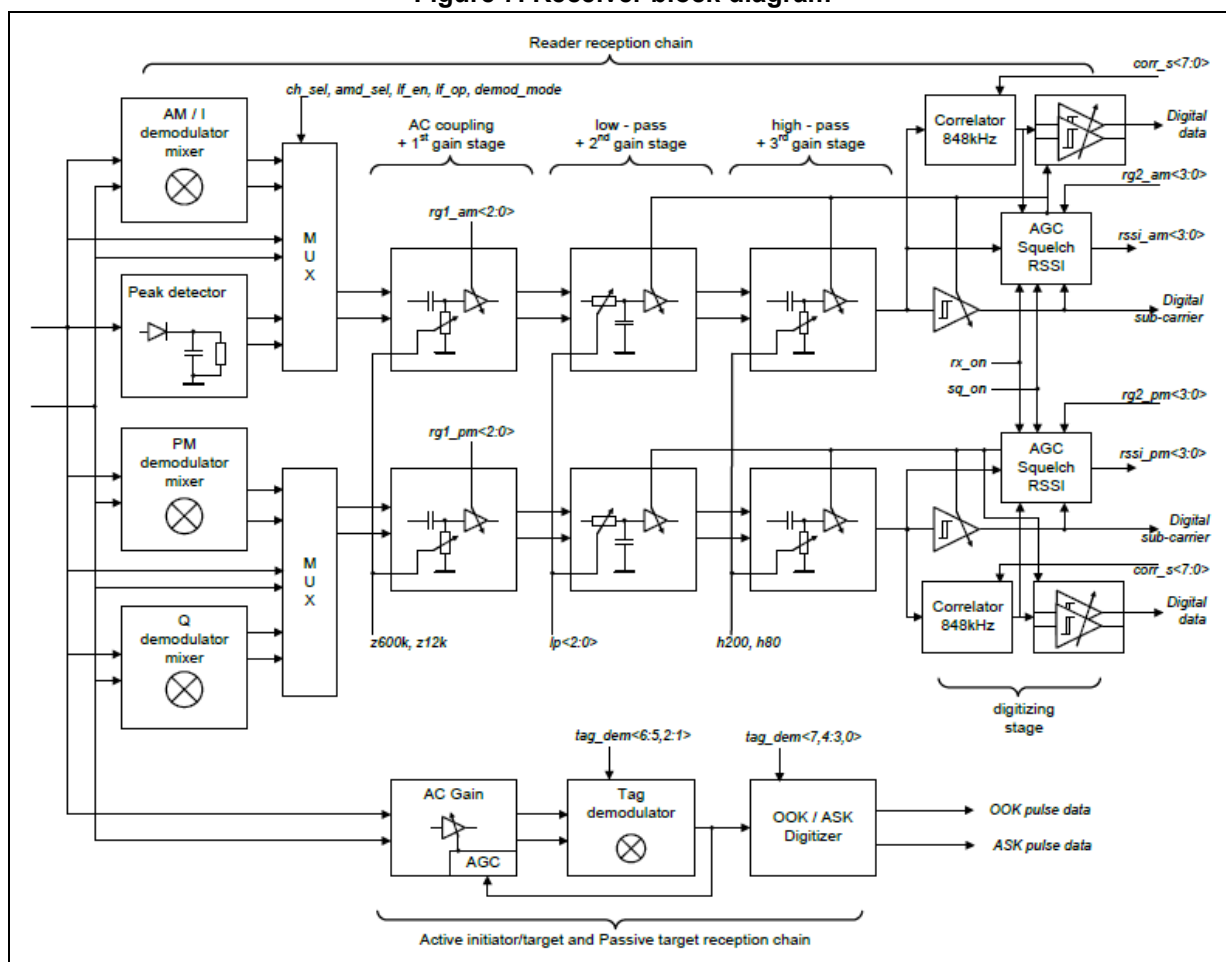 Figure 7. Receiver block diagram
Reader reception chain
corr_s<7:0>
ch_sel, amd_sel, lf_en, lf_op, demod_mode
AM / I
demodulator
mixer
AC coupling
+ 1st gain stage
low - pass
+ 2nd gain stage
high - pass
+ 3rd gain stage
Correlator
848kHz
Digital
data
rg2_am<3:0>
rg1_am<2:0>
M
U
X
AGC
Squelch
RSSI
rssi_am<3:0>
Peak detector
Digital
sub-carrier
rx_on
sq_on
rg2_pm<3:0>
rg1_pm<2:0>
PM
demodulator
mixer
AGC
Squelch
RSSI
rssi_pm<3:0>
Digital
sub-carrier
M
U
X
corr_s<7:0>
Correlator
848kHz
Digital
data
Q
demodulator
mixer
z600k, z12k
lp<2:0>
h200, h80
digitizing
stage
tag_dem<6:5,2:1>
tag_dem<7,4:3,0>
AC Gain
AGC
Tag
demodulator
OOK / ASK
Digitizer
OOK pulse data
ASK pulse data
Active initiator/target and Passive target reception chain